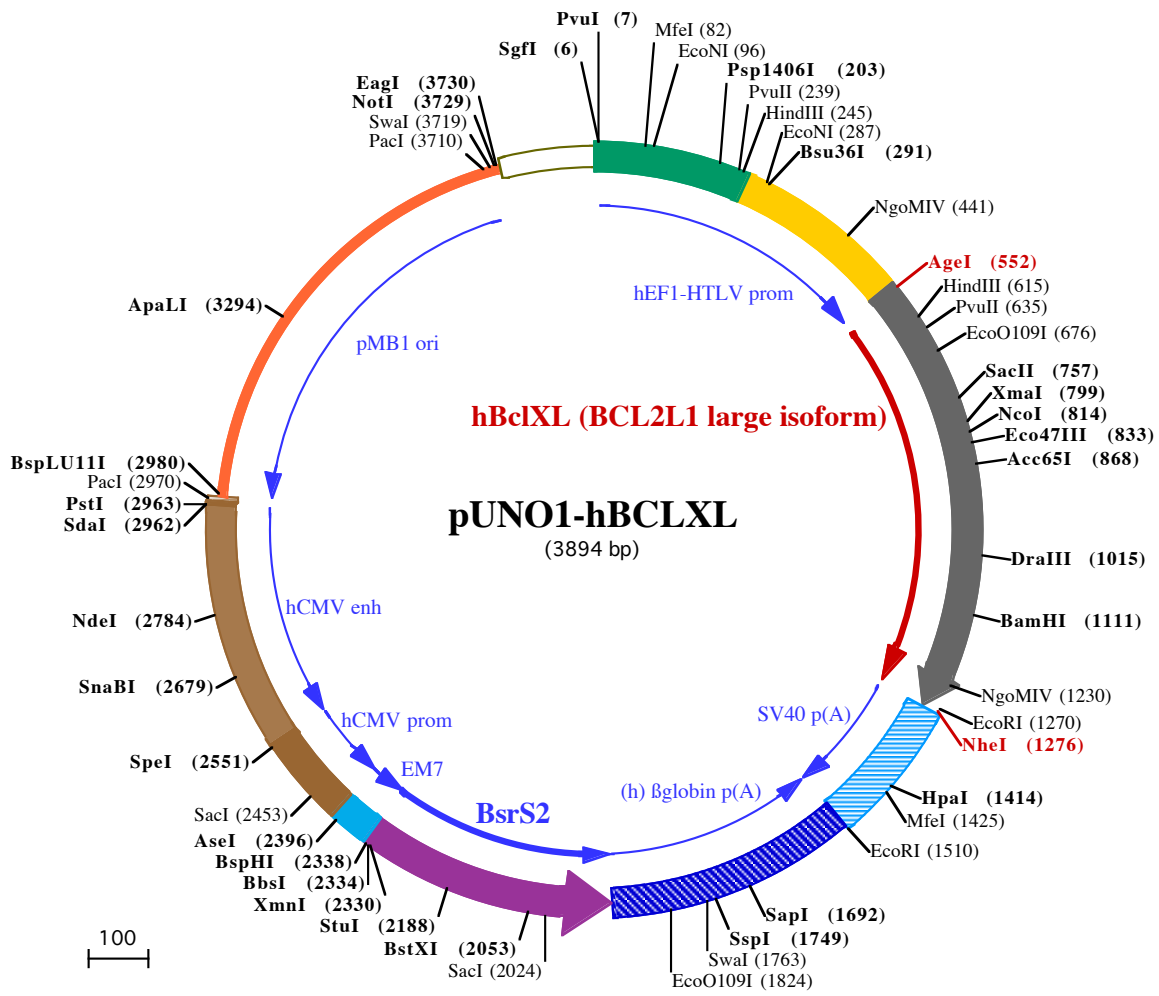 PvuI (7)
SgfI (6)
MfeI (82)
EcoNI (96)
Psp1406I (203)
PvuII (239)
HindIII (245)
EcoNI (287)
Bsu36I (291)
NgoMIV (441)
AgeI (552)
HindIII (615)
PvuII (635)
EcoO109I (676)
SacII (757)
XmaI (799)
NcoI (814)
Eco47III (833)
Acc65I (868)
DraIII (1015)
BamHI (1111)
NgoMIV (1230)
EcoRI (1270)
NheI (1276)
HpaI (1414)
MfeI (1425)
EcoRI (1510)
SapI (1692)
SspI (1749)
SwaI (1763)
EcoO109I (1824)
SacI (2024)
BstXI (2053)
StuI (2188)
XmnI (2330)
BbsI (2334)
BspHI (2338)
AseI (2396)
SacI (2453)
SpeI (2551)
SnaBI (2679)
NdeI (2784)
SdaI (2962)
PstI (2963)
PacI (2970)
BspLU11I (2980)
ApaLI (3294)
PacI (3710)
SwaI (3719)
NotI (3729)
EagI (3730)
hEF1-HTLV prom
pMB1 ori
hBclXL (BCL2L1 large isoform)
pUNO1-hBCLXL
(3894 bp)
hCMV enh
hCMV prom
EM7
BsrS2
SV40 p(A)
(h) ßglobin p(A)
100